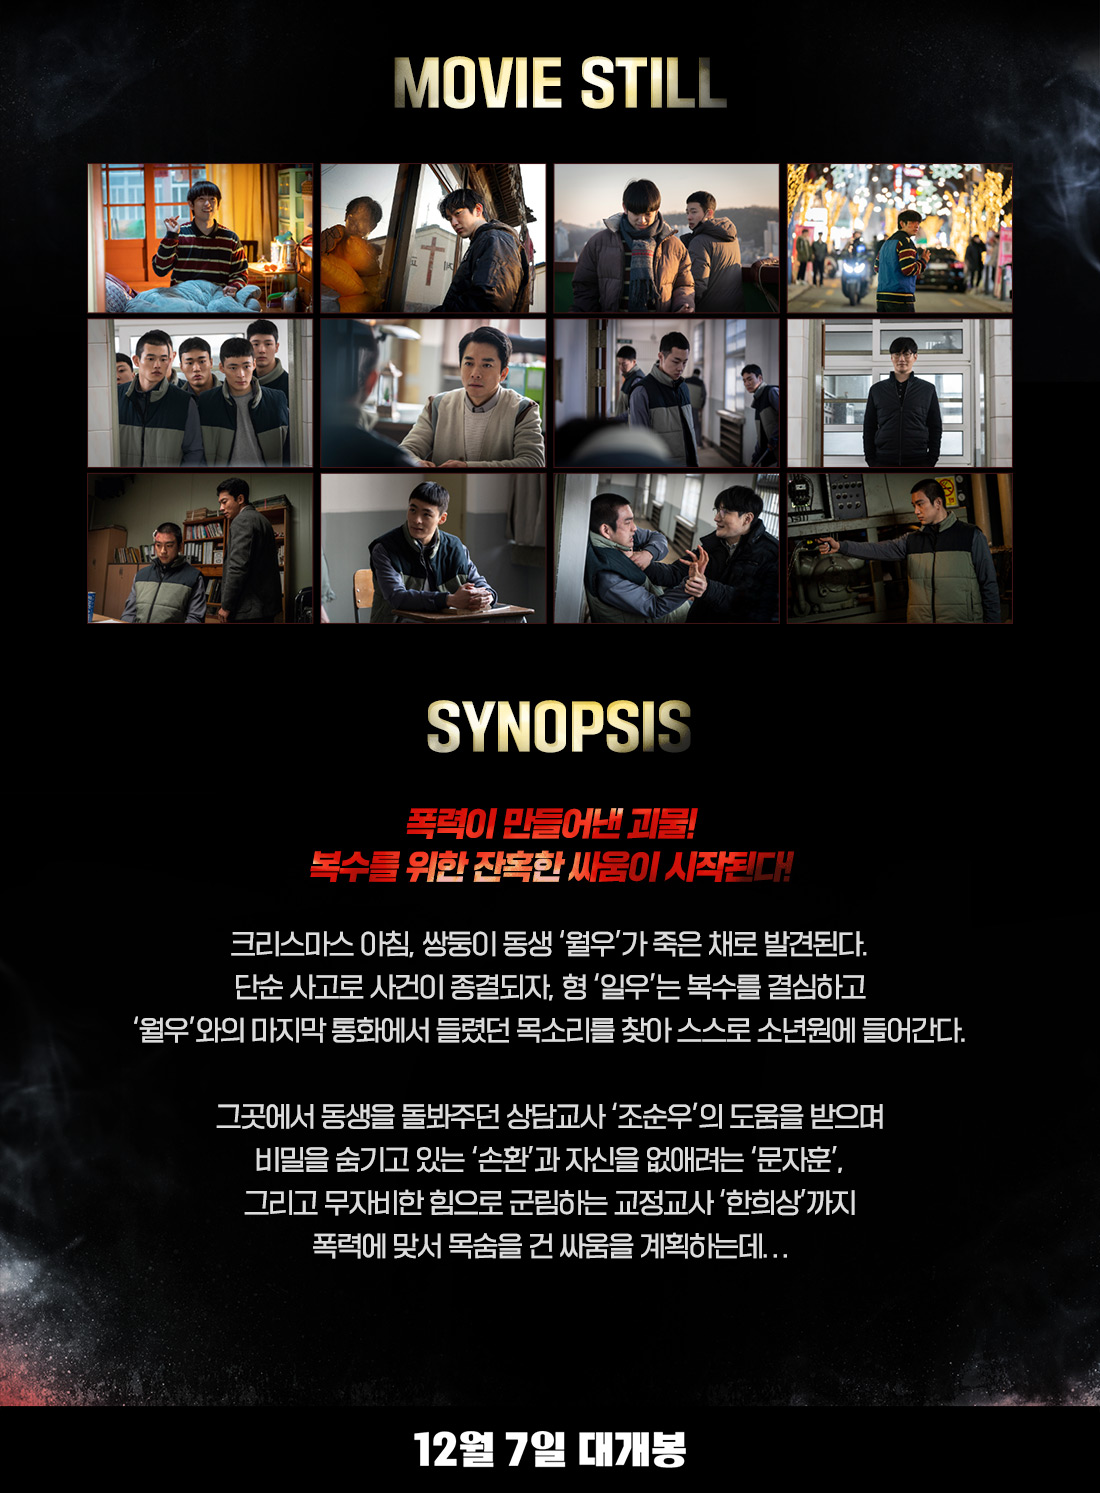 MOVIE STILL
SYNOPSIS
폭력이 만들어낸 괴물!
복수를 위한 잔혹한 싸움이 시작된다!
크리스마스 아침, 쌍둥이 동생 ‘월우’가 죽은 채로 발견된다.
단순 사고로 사건이 종결되자, 형 ‘일우’는 복수를 결심하고
‘월우’와의 마지막 통화에서 들렸던 목소리를 찾아 스스로 소년원에 들어간다.
그곳에서 동생을 돌봐주던 상담교사 ‘조순우’의 도움을 받으며
비밀을 숨기고 있는 ‘손환’과 자신을 없애려는 ‘문자훈’,
그리고 무자비한 힘으로 군림하는 교정교사 ‘한희상’까지
폭력에 맞서 목숨을 건 싸움을 계획하는데…
12월 7일 대개봉